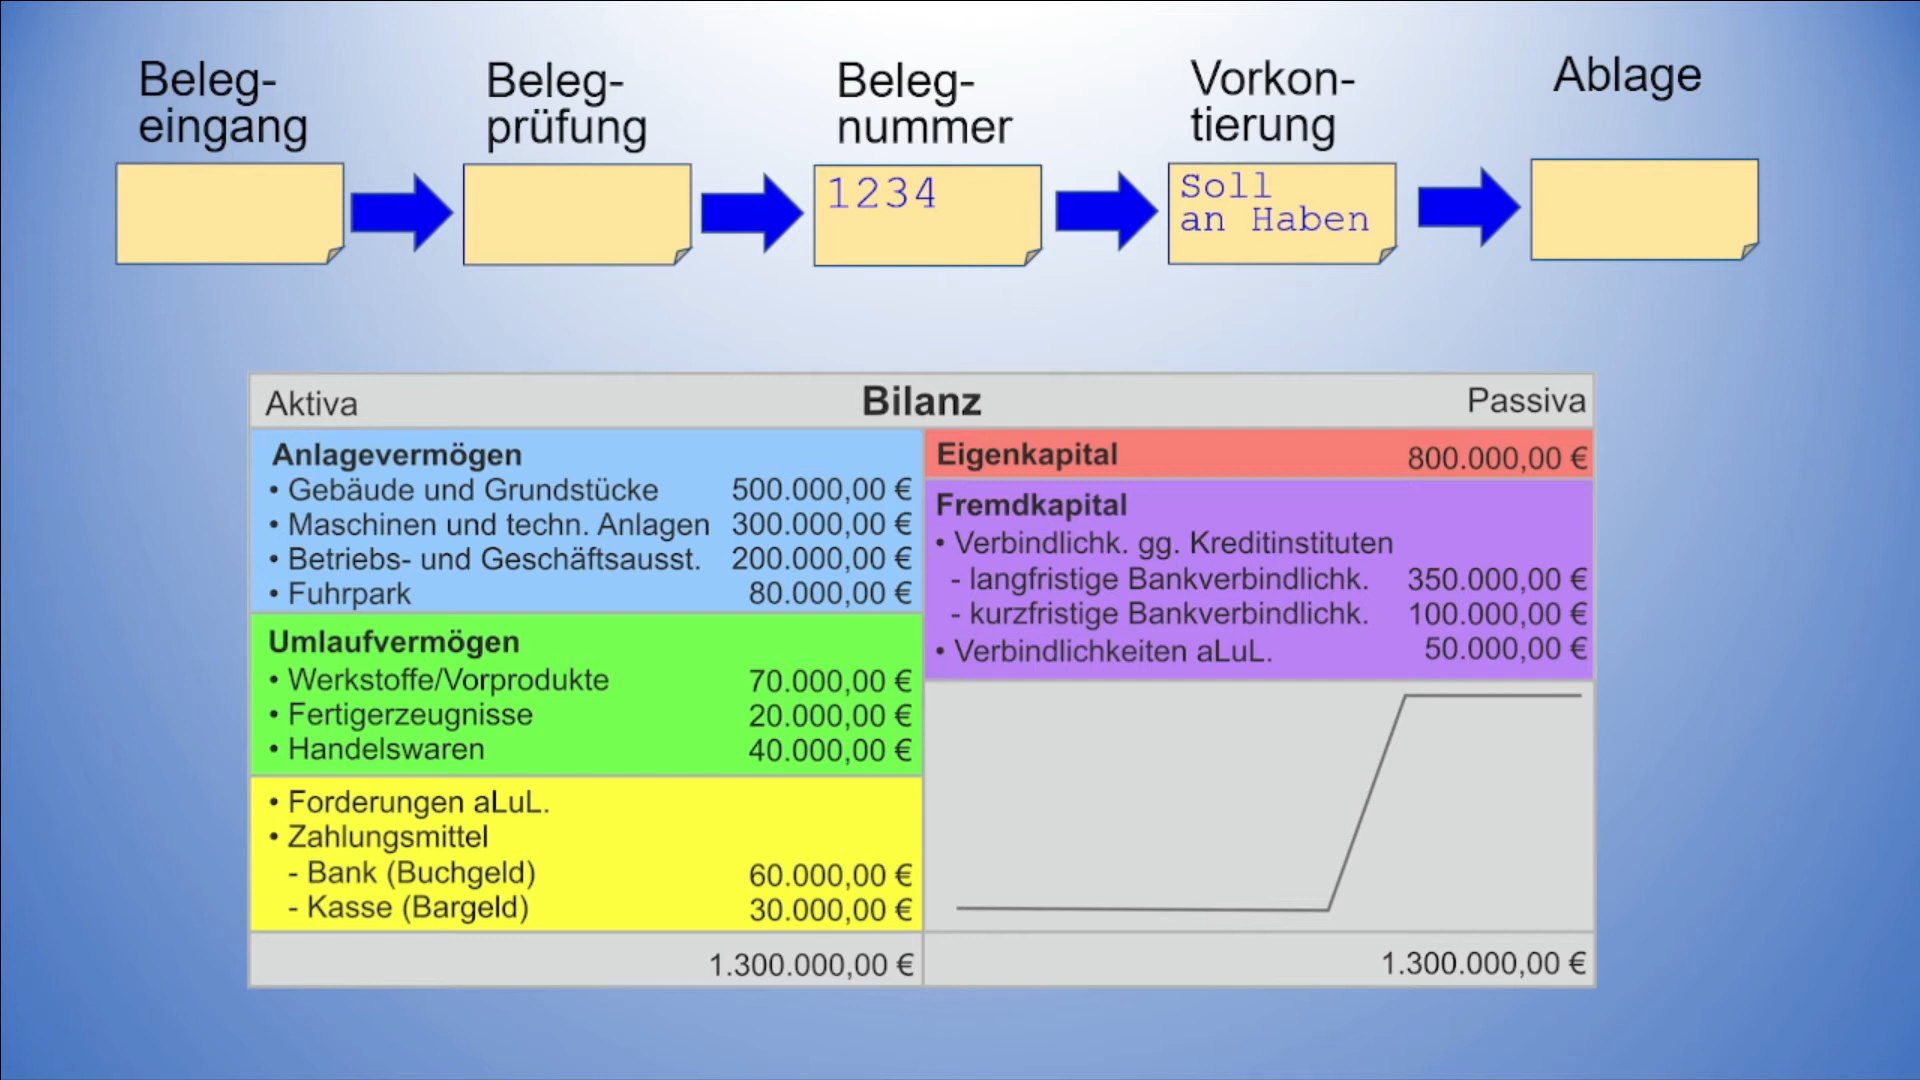 Beleg-
eingang
Beleg-
prüfung
Beleg-
nummer
Vorkon-
tierung
Ablage
1234
Soll
an Haben
Aktiva Bilanz Passiva
Anlagevermögen
• Gebäude und Grundstücke 500.000,00 €
• Maschinen und techn. Anlagen 300.000,00 €
• Betriebs- und Geschäftsausst. 200.000,00 €
• Fuhrpark 80.000,00 €
Umlaufvermögen
• Werkstoffe/Vorprodukte 70.000,00 €
• Fertigerzeugnisse 20.000,00 €
• Handelswaren 40.000,00 €
• Forderungen aLuL.
• Zahlungsmittel
- Bank (Buchgeld) 60.000,00 €
- Kasse (Bargeld) 30.000,00 €
1.300.000,00 €
Eigenkapital 800.000,00 €
Fremdkapital
• Verbindlichk. gg. Kreditinstituten
- langfristige Bankverbindlichk. 350.000,00 €
- kurzfristige Bankverbindlichk. 100.000,00 €
• Verbindlichkeiten aLuL. 50.000,00 €
1.300.000,00 €